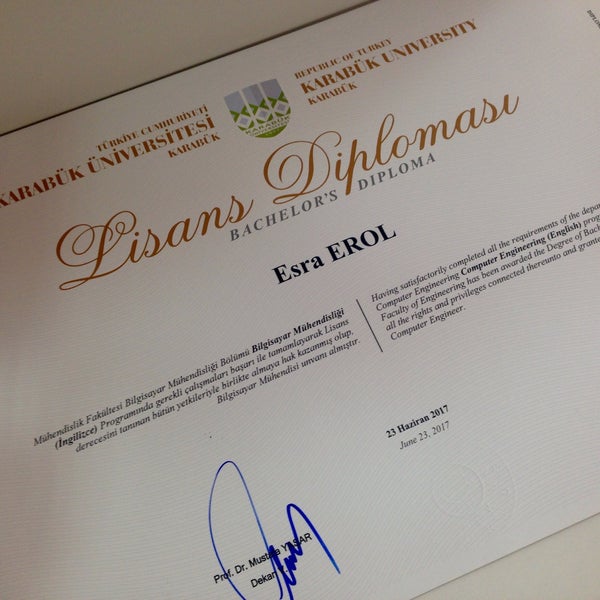 TÜRKİYE CUMHURİYETİ
KARABÜK ÜNİVERSİTESİ
KARABÜK
REPUBLIC OF TURKEY
KARABÜK UNIVERSITY
KARABÜK
KARABÜK
Lisans Diploması
BACHELOR'S DIPLOMA
Esra EROL
Mühendislik Fakültesi Bilgisayar Mühendisliği Bölümü Bilgisayar Mühendisliği
(İngilizce) Programında gerekli çalışmaları başarı ile tamamlayarak Lisans
derecesini tanınan bütün yetkileriyle birlikte almaya hak kazanmış olup,
Bilgisayar Mühendisi unvanı almıştır.
Having satisfactorily completed all the requirements of the
Computer Engineering Computer Engineering (English)
Faculty of Engineering has been awarded the Degree of
all the rights and privileges connected thereunto and
Computer Engineer.
23 Haziran 2017
June 23, 2017
Prof. Dr. Mustafa YAŞAR
Dekan